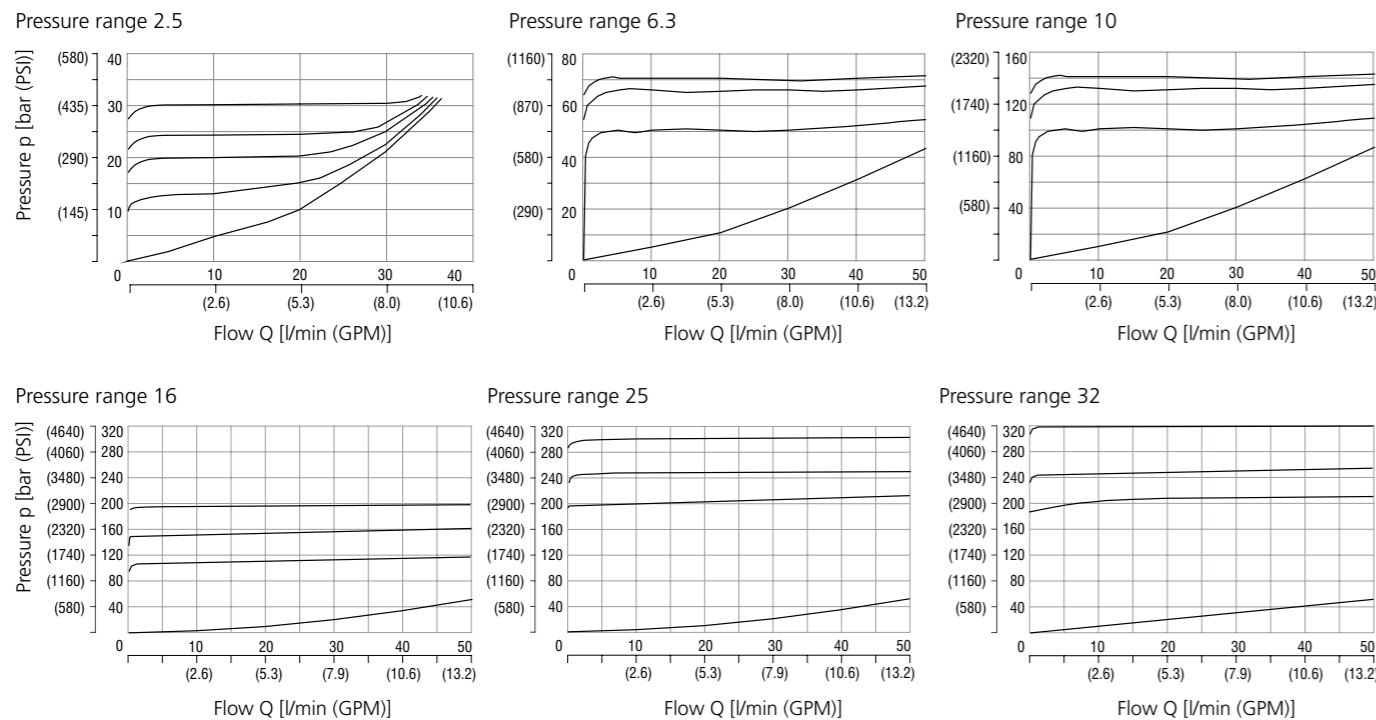 Pressure range 2.5
Pressure p [bar (PSI)]
(580) 40
(435) 30
(290) 20
(145) 10
0 10 20 30 40
(2.6) (5.3) (8.0) (10.6)
Flow Q [l/min (GPM)]
Pressure range 6.3
(1160) 80
(870) 60
(580) 40
(290) 20
0 10 20 30 40 50
(2.6) (5.3) (8.0) (10.6) (13.2)
Flow Q [l/min (GPM)]
Pressure range 10
(2320) 160
(1740) 120
(1160) 80
(580) 40
0 10 20 30 40 50
(2.6) (5.3) (8.0) (10.6) (13.2)
Flow Q [l/min (GPM)]
Pressure range 16
Pressure p [bar (PSI)]
(4640) 320
(4060) 280
(3480) 240
(2900) 200
(2320) 160
(1740) 120
(1160) 80
(580) 40
0 10 20 30 40 50
(2.6) (5.3) (7.9) (10.6) (13.2)
Flow Q [l/min (GPM)]
Pressure range 25
(4640) 320
(4060) 280
(3480) 240
(2900) 200
(2320) 160
(1740) 120
(1160) 80
(580) 40
0 10 20 30 40 50
(2.6) (5.3) (7.9) (10.6) (13.2)
Flow Q [l/min (GPM)]
Pressure range 32
(4640) 320
(4060) 280
(3480) 240
(2900) 200
(2320) 160
(1740) 120
(1160) 80
(580) 40
0 10 20 30 40 50
(2.6) (5.3) (7.9) (10.6) (13.2)
Flow Q [l/min (GPM)]